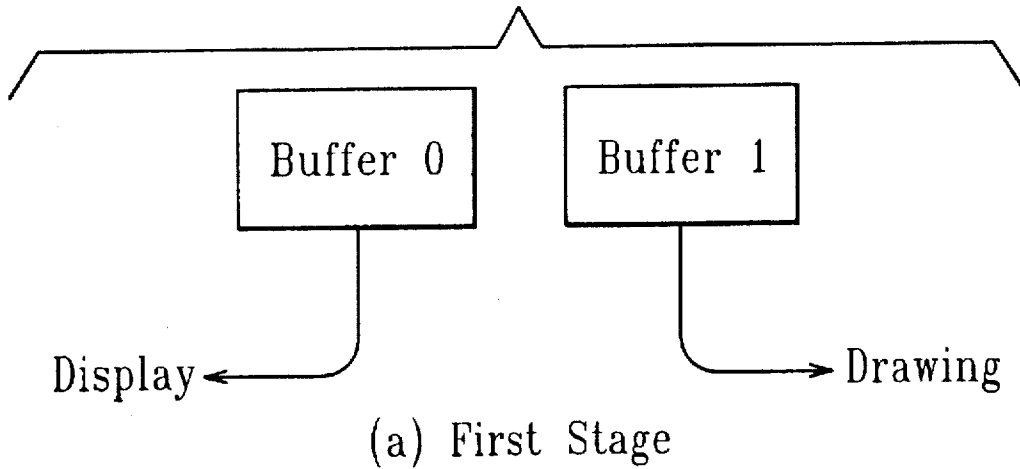 Buffer 0
Buffer 1
Display
Drawing
(a) First Stage